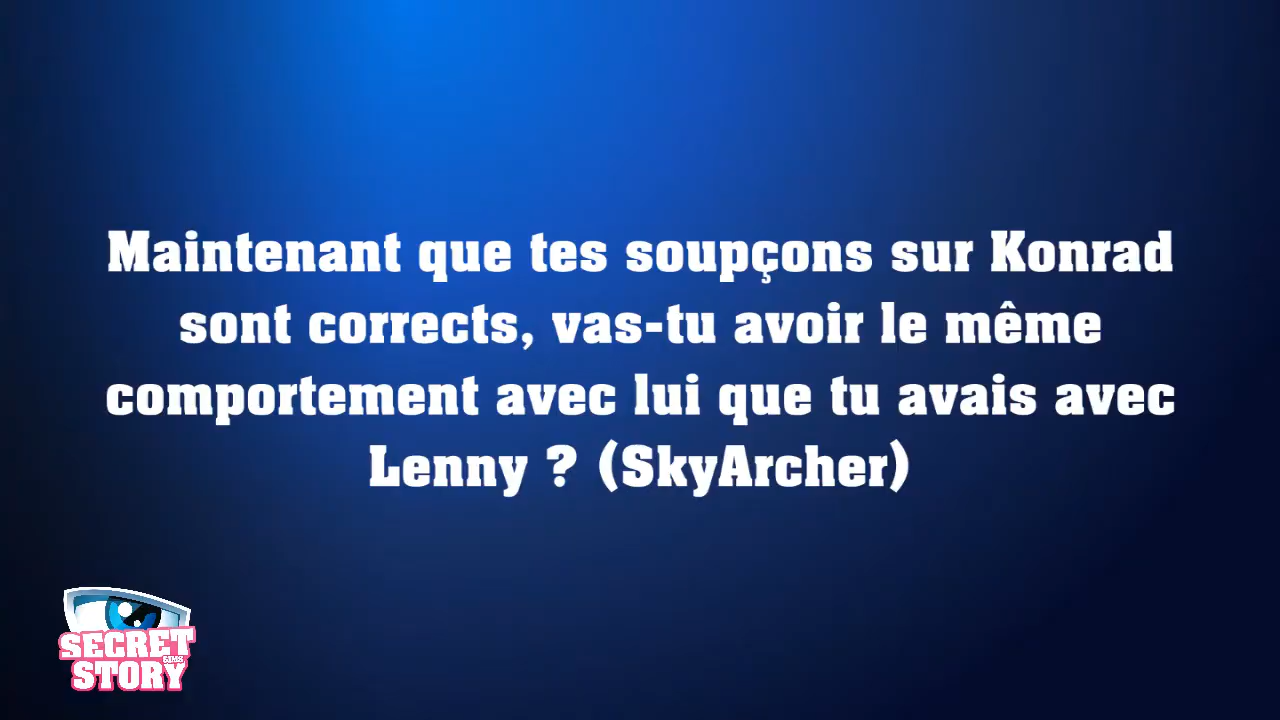 Maintenant que tes soupçons sur Konrad
sont corrects, vas-tu avoir le même
comportement avec lui que tu avais avec
Lenny ? (SkyArcher)
SECRET
SIMS
STORY